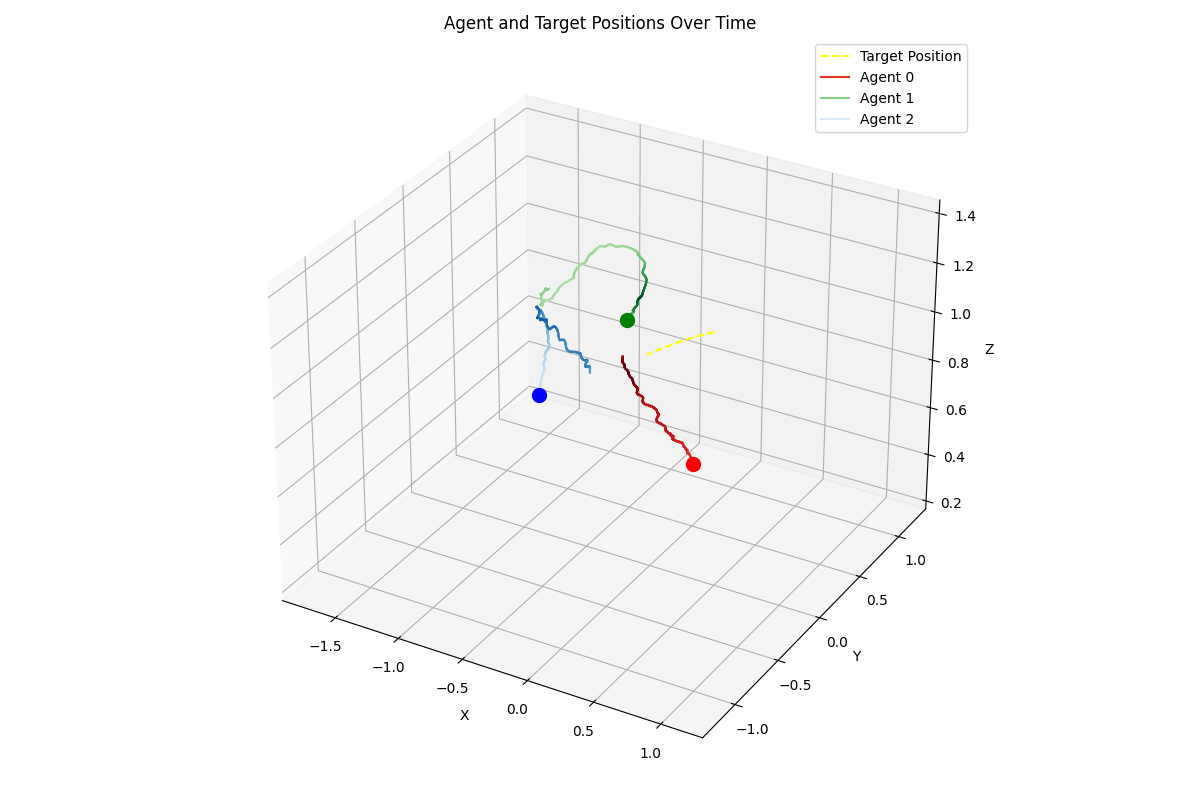 Agent and Target Positions Over Time
Target Position
Agent 0
Agent 1
Agent 2
1.4
1.2
1.0
0.8
0.6
0.4
0.2
Z
1.0
0.5
0.0
−0.5
−1.0
Y
−1.5
−1.0
−0.5
0.0
0.5
1.0
X